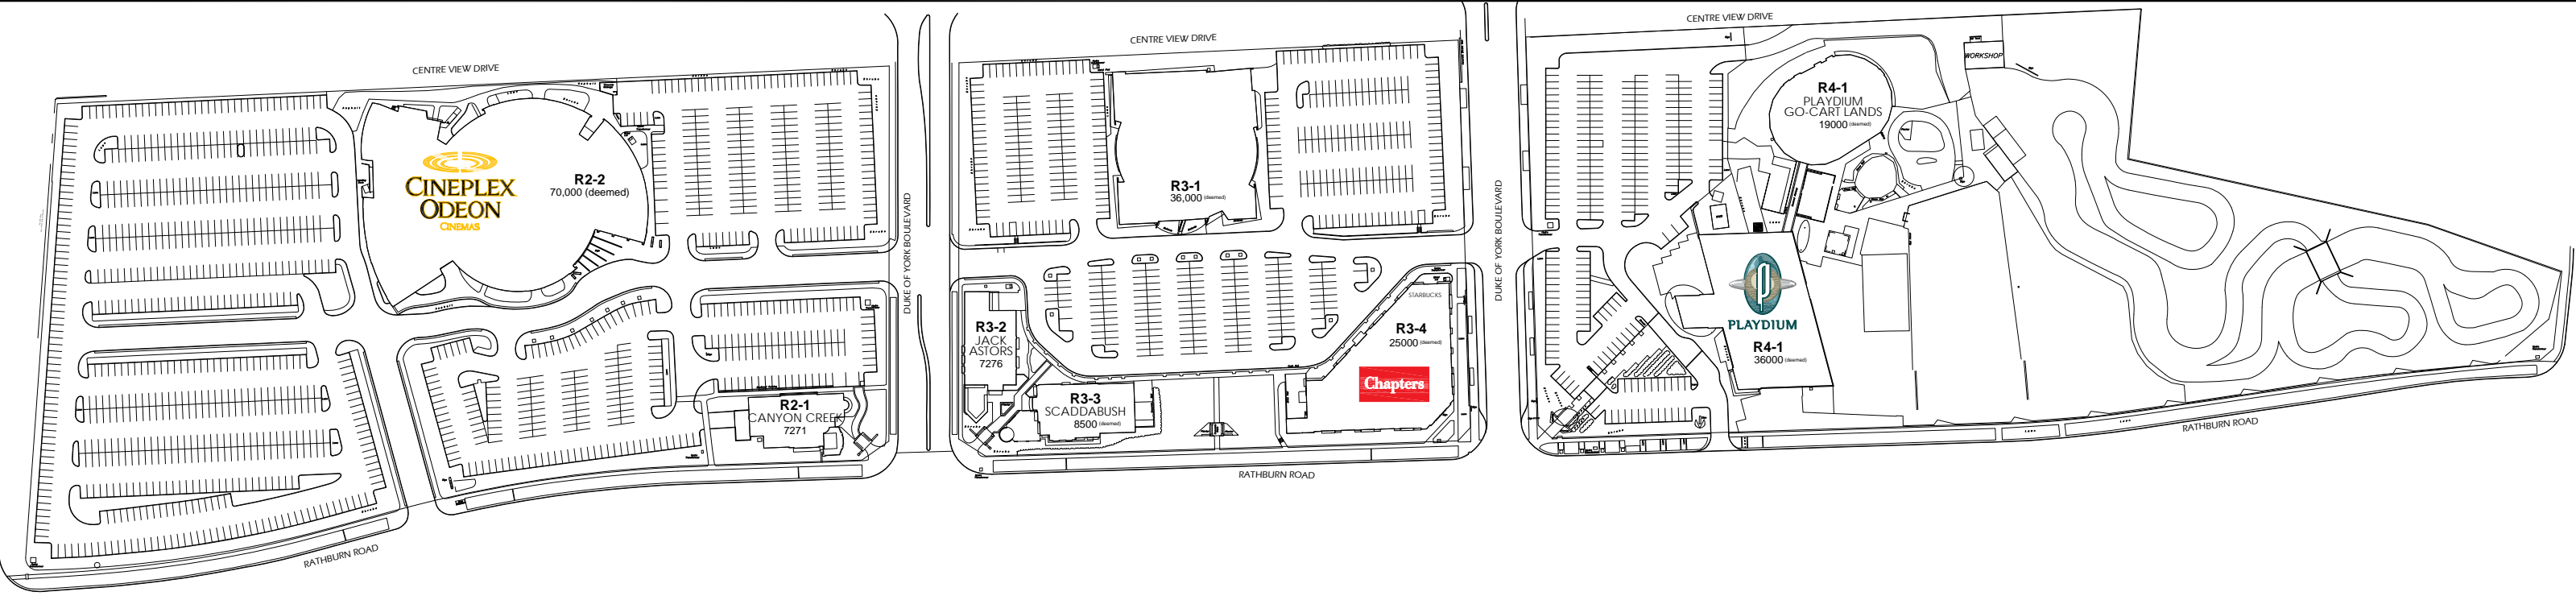 CENTRE VIEW DRIVE
CINEPLEX
ODEON
CINEMAS
R2-2
70,000 (deemed)
R2-1
CANYON CREEK
7271
RATHBURN ROAD
DUKE OF YORK BOULEVARD
CENTRE VIEW DRIVE
R3-1
36,000 (deemed)
R3-2
JACK
ASTORS
7276
R3-3
SCADDABUSH
8500 (deemed)
STARBUCKS
R3-4
25000 (deemed)
Chapters
RATHBURN ROAD
DUKE OF YORK BOULEVARD
CENTRE VIEW DRIVE
R4-1
PLAYDIUM
GO-CART LANDS
19000 (deemed)
WORKSHOP
PLAYDIUM
R4-1
36000 (deemed)
RATHBURN ROAD